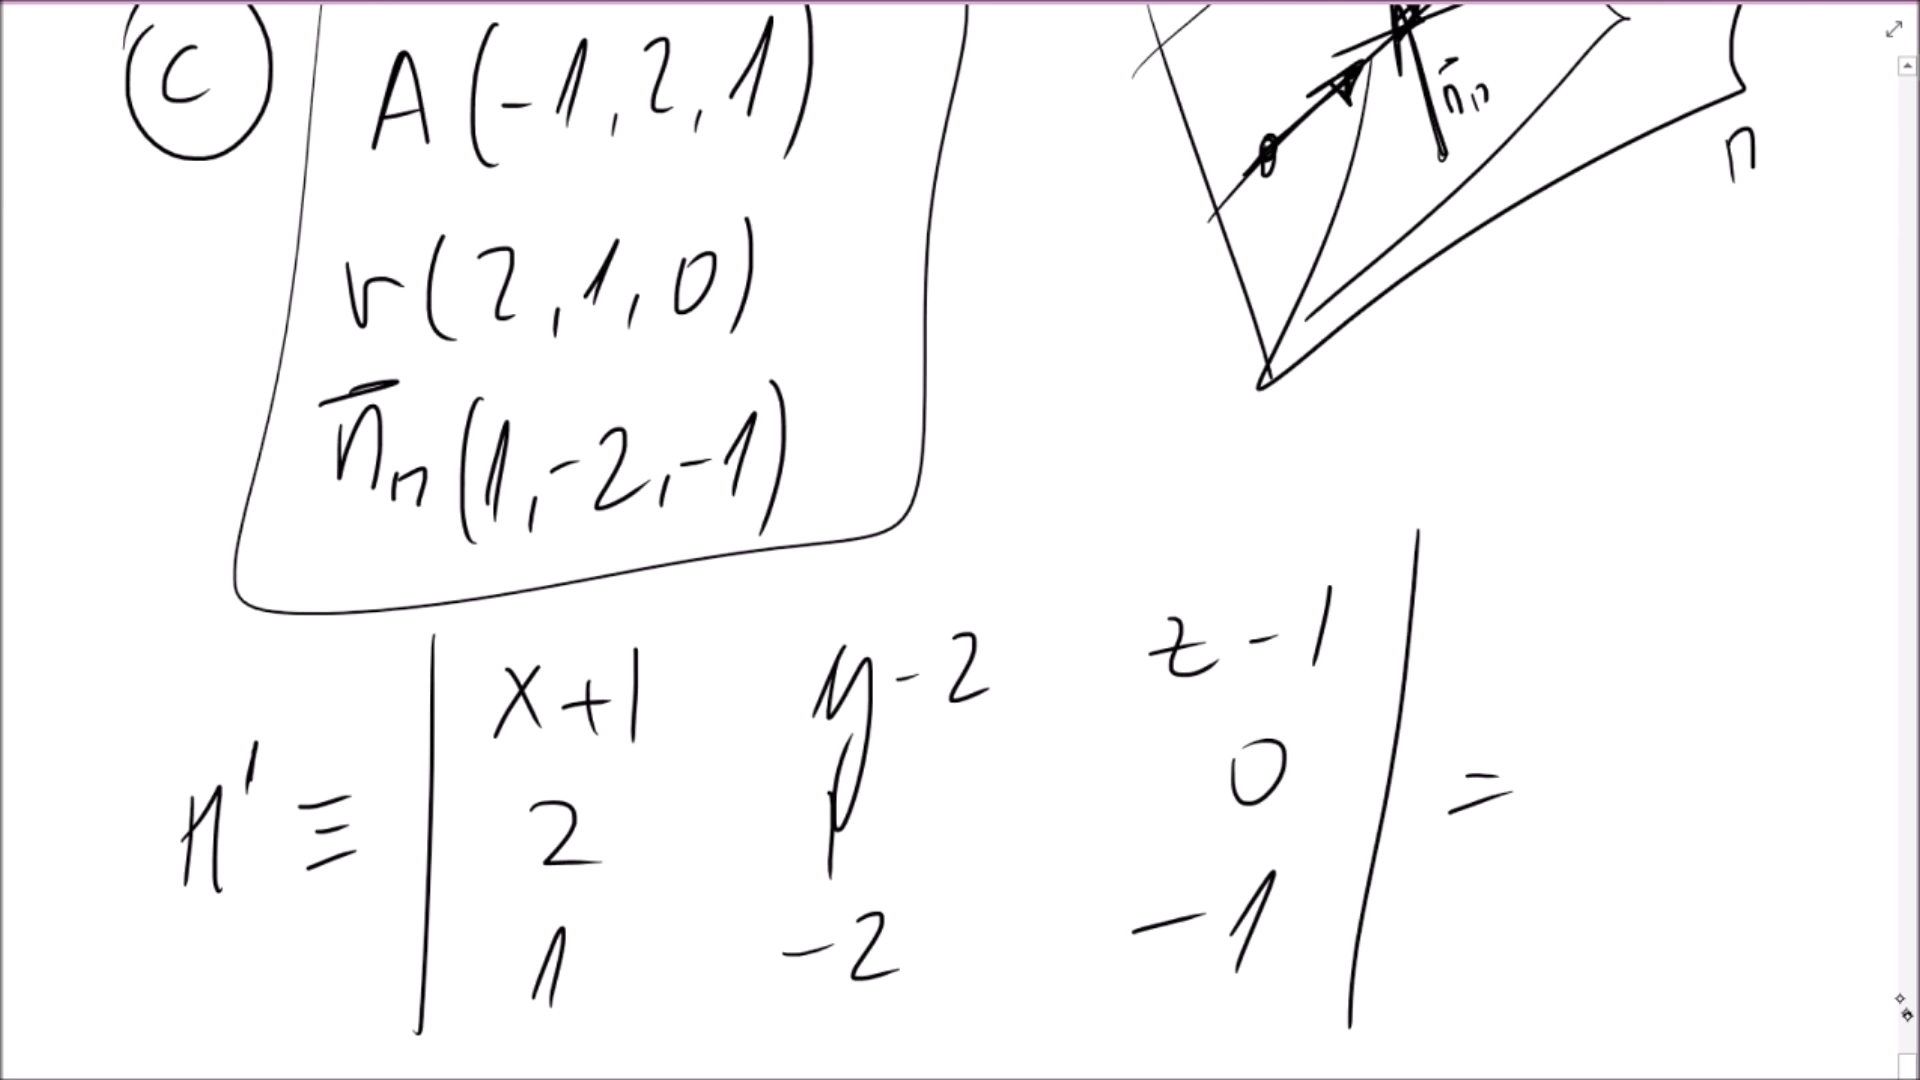 C
A(-1,2,1)
r(2,1,0)
n̄π(1,-2,-1)
n̄π
π
π' ≡ | x+1 y-2 z-1 |
| 2 1 0 | =
| 1 -2 -1 |